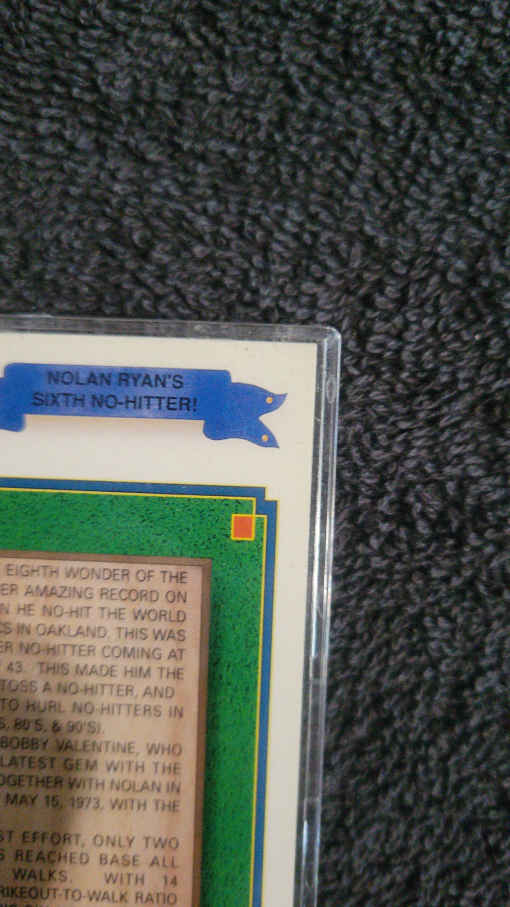 NOLAN RYAN'S
SIXTH NO-HITTER!
EIGHTH WONDER OF THE
ER AMAZING RECORD ON
N HE NO-HIT THE WORLD
CS IN OAKLAND. THIS WAS
ER NO-HITTER COMING AT
43. THIS MADE HIM THE
TOSS A NO-HITTER, AND
TO HURL NO-HITTERS IN
S, 80'S, & 90'S).
BOBBY VALENTINE, WHO
LATEST GEM WITH THE
OGETHER WITH NOLAN IN
MAY 15, 1973, WITH THE
ST EFFORT, ONLY TWO
S REACHED BASE ALL
WALKS. WITH 14
RIKEOUT-TO-WALK RATIO